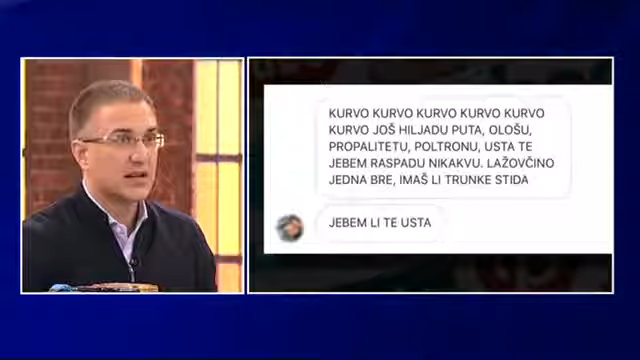 KURVO KURVO KURVO KURVO KURVO
KURVO JOŠ HILJADU PUTA, OLOŠU,
PROPALITETU, POLTRONU, USTA TE
JEBEM RASPADU NIKAKVU. LAŽOVČINO
JEDNA BRE, IMAŠ LI TRUNKE STIDA
JEBEM LI TE USTA